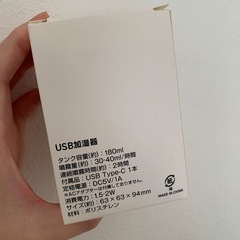 USB加湿器
タンク容量(約)：180ml
噴霧量(約)：30-40ml/時間
連続噴霧時間(約)：2時間
付属品：USB Type-C 1本
※ACアダプターは付属しておりません
定格電流：DC5V/1A
消費電力：1.5-2W
サイズ(約)：63×63×94mm
材料：ポリスチレン
紙
箱
MADE IN CHINA